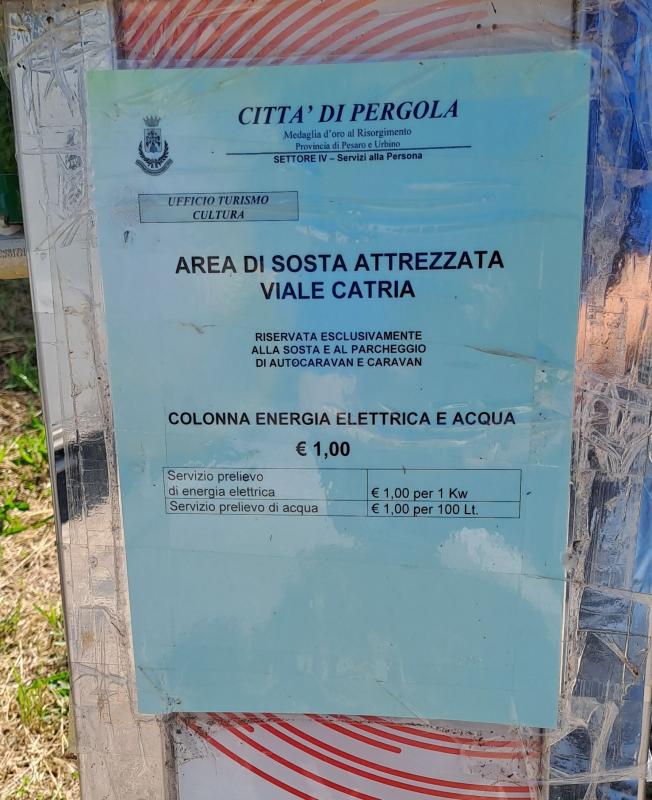 CITTA' DI PERGOLA
Medaglia d'oro al Risorgimento
Provincia di Pesaro e Urbino
SETTORE IV – Servizi alla Persona
UFFICIO TURISMO
CULTURA
AREA DI SOSTA ATTREZZATA
VIALE CATRIA
RISERVATA ESCLUSIVAMENTE
ALLA SOSTA E AL PARCHEGGIO
DI AUTOCARAVAN E CARAVAN
COLONNA ENERGIA ELETTRICA E ACQUA
€ 1,00
Servizio prelievo
di energia elettrica € 1,00 per 1 Kw
Servizio prelievo di acqua € 1,00 per 100 Lt.